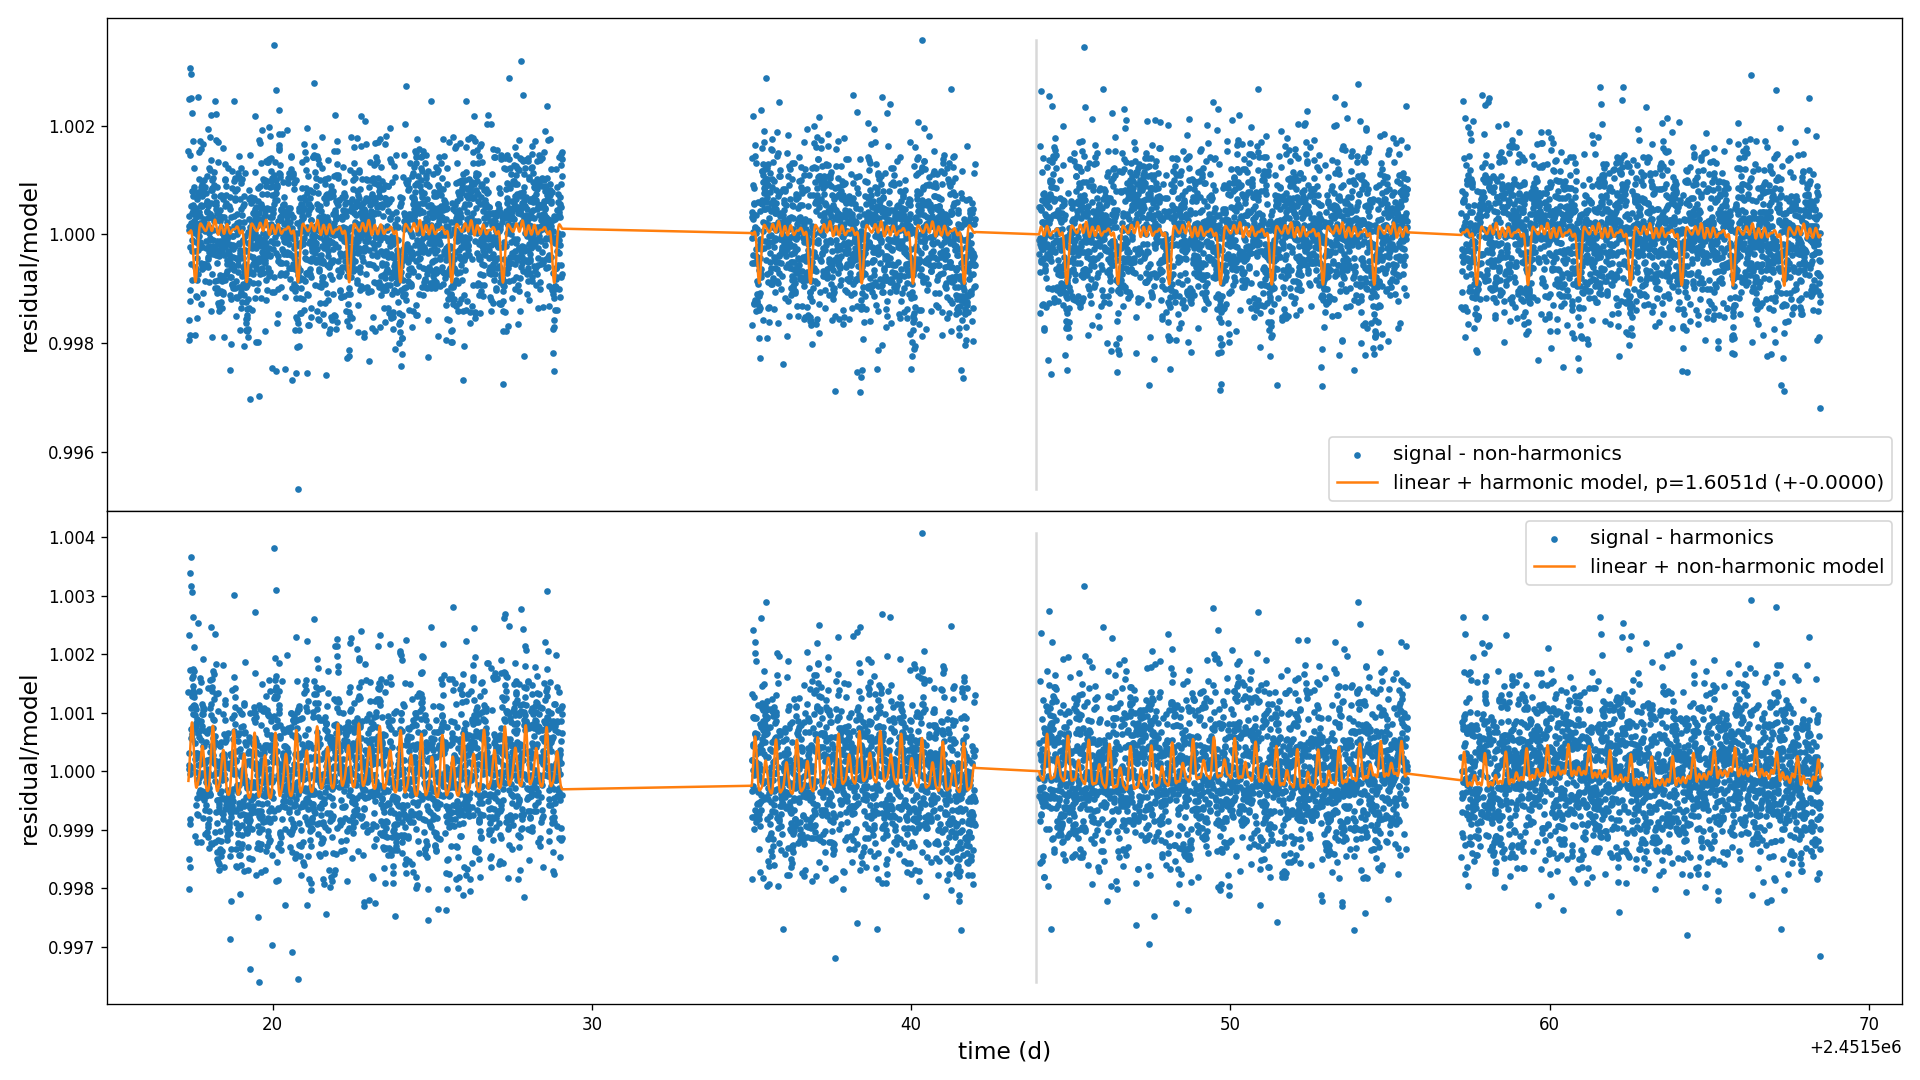 residual/model
1.002
1.000
0.998
0.996
signal - non-harmonics
linear + harmonic model, p=1.6051d (+-0.0000)
residual/model
1.004
1.003
1.002
1.001
1.000
0.999
0.998
0.997
signal - harmonics
linear + non-harmonic model
20
30
40
50
60
70
time (d)
+2.4515e6